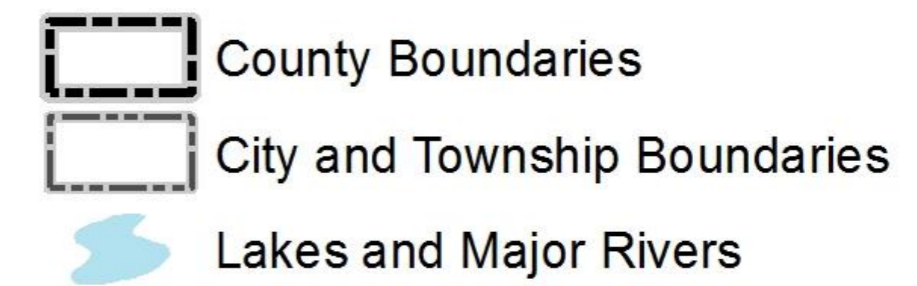 County Boundaries
City and Township Boundaries
Lakes and Major Rivers